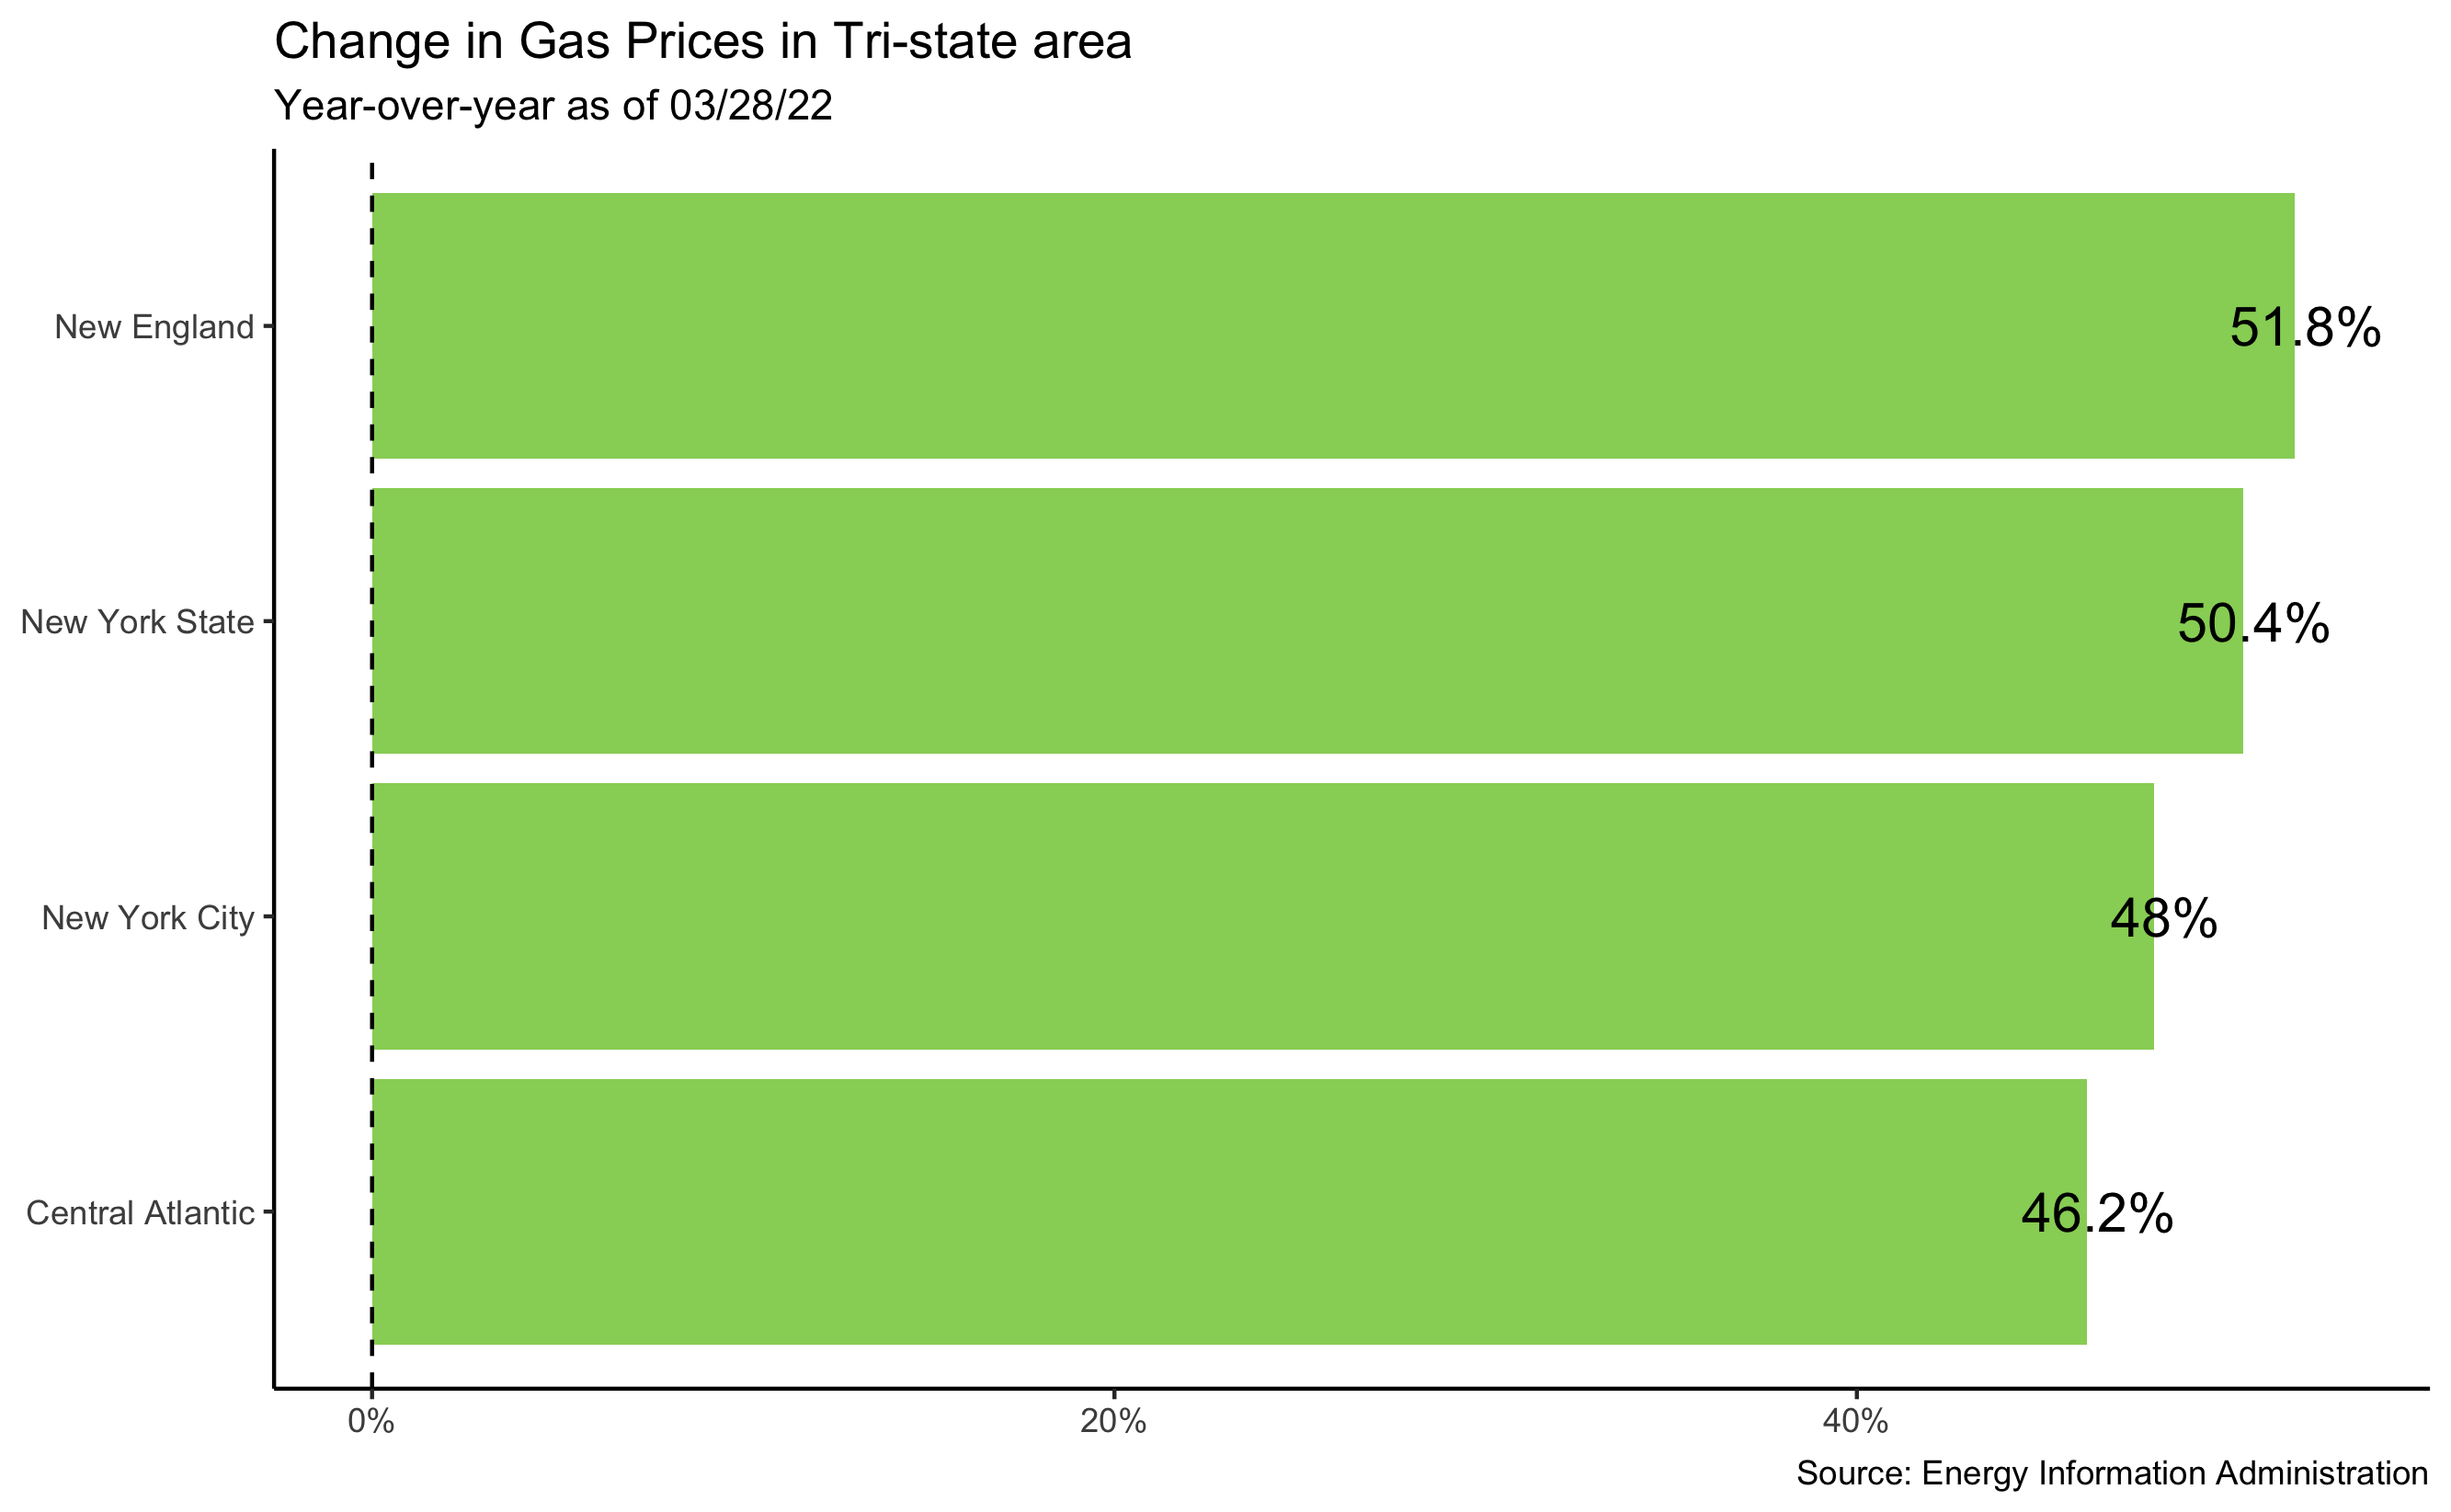 Change in Gas Prices in Tri-state area
Year-over-year as of 03/28/22
New England
51.8%
New York State
50.4%
New York City
48%
Central Atlantic
46.2%
0%
20%
40%
Source: Energy Information Administration